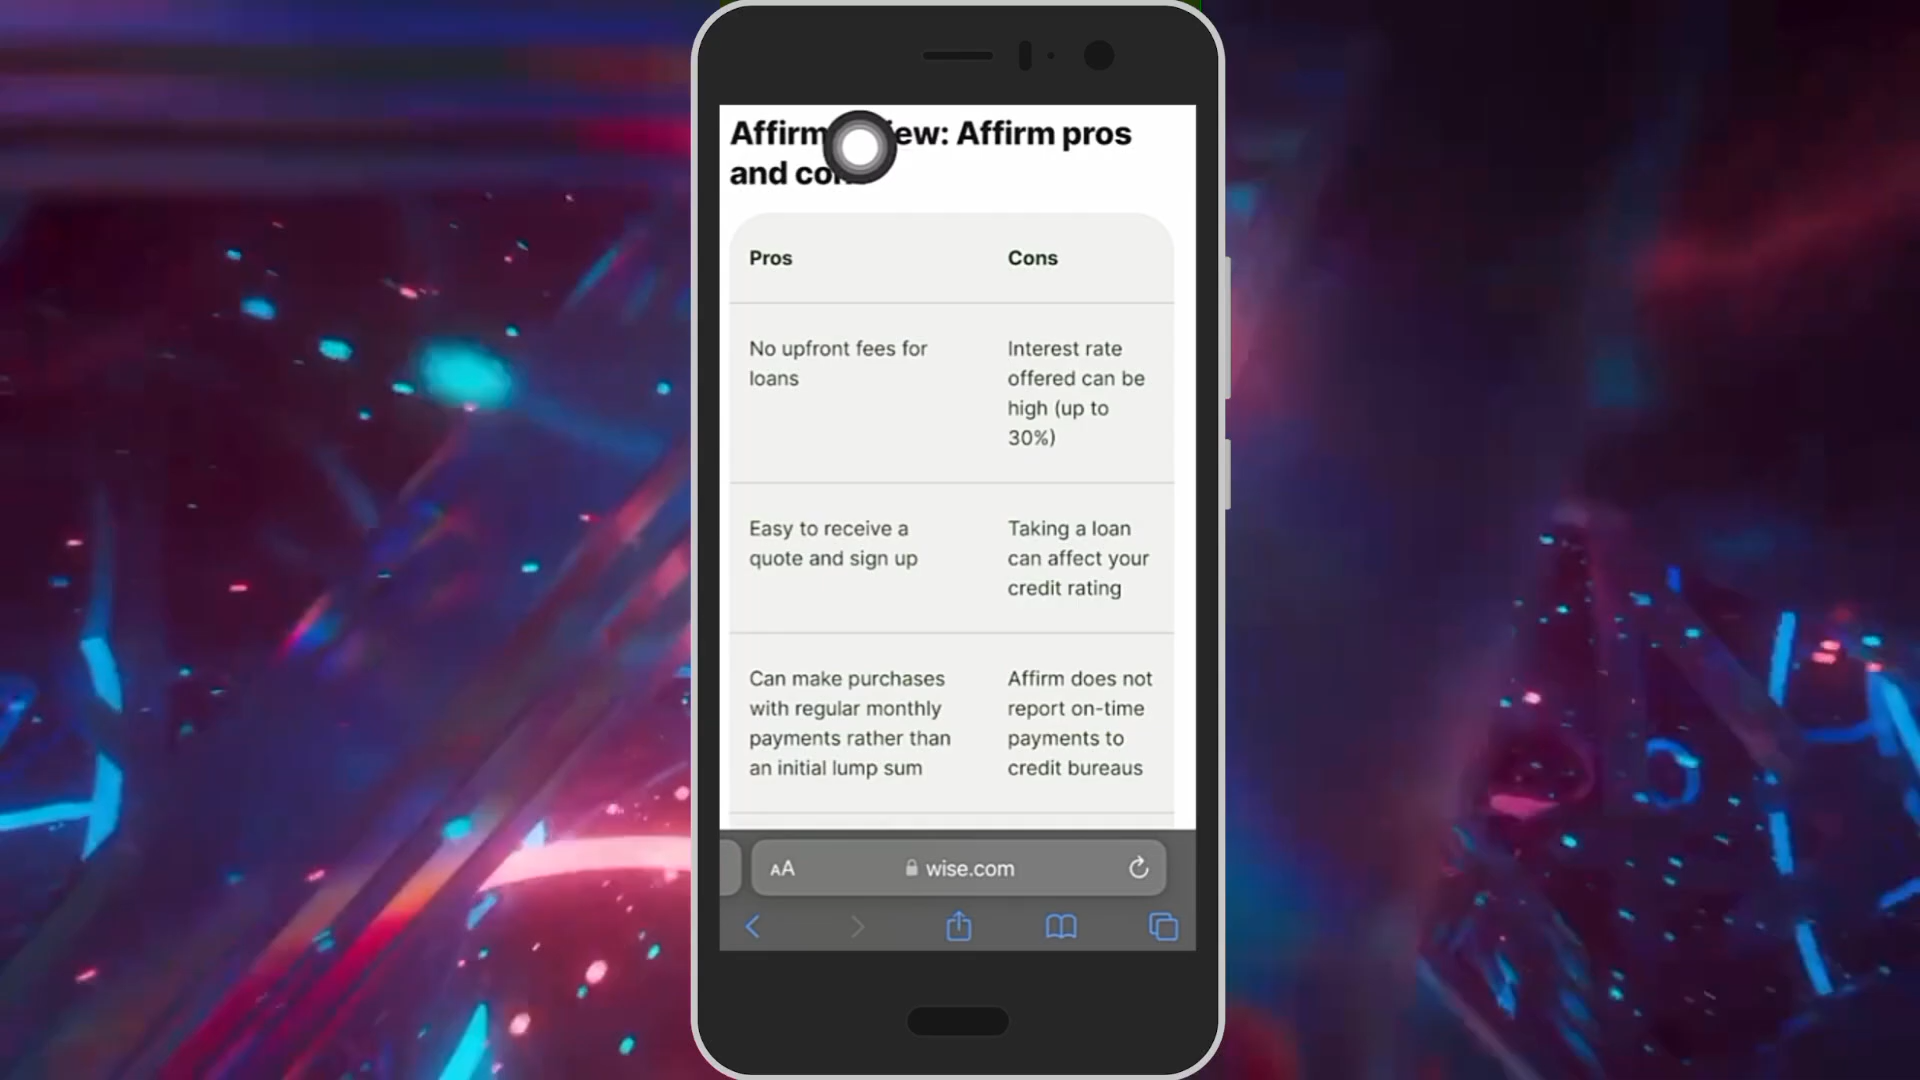 Affirm ew: Affirm pros
and con
Pros
Cons
No upfront fees for
loans
Interest rate
offered can be
high (up to
30%)
Easy to receive a
quote and sign up
Taking a loan
can affect your
credit rating
Can make purchases
with regular monthly
payments rather than
an initial lump sum
Affirm does not
report on-time
payments to
credit bureaus
AA
wise.com